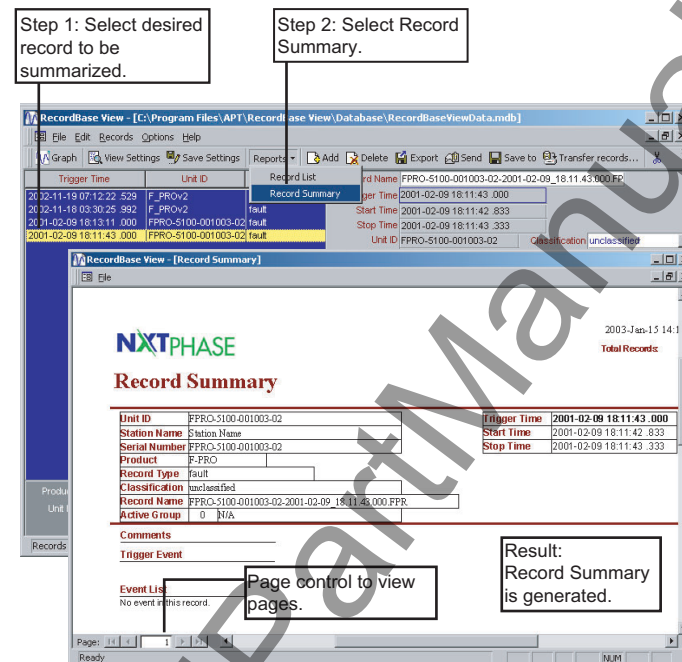 Step 1: Select desired
record to be
summarized.
Step 2: Select Record
Summary.
RecordBase View - [C:\Program Files\APT\RecordBase View\Database\RecordBaseViewData.mdb]
File Edit Records Options Help
Graph View Settings Save Settings Reports Add Delete Export Send Save to Transfer records...
Record List
Record Summary
Trigger Time Unit ID
2002-11-19 07:12:22 .529 F_PROv2
2002-11-18 03:30:25 .992 F_PROv2 fault
2001-02-09 18:13:11 .000 FPRO-5100-001003-02 fault
2001-02-09 18:11:43 .000 FPRO-5100-001003-02 fault
rd Name FPRO-5100-001003-02-2001-02-09_18.11.43.000.FP
ger Time 2001-02-09 18:11:43 .000
Start Time 2001-02-09 18:11:42 .833
Stop Time 2001-02-09 18:11:43 .333
Unit ID FPRO-5100-001003-02 Classification unclassified
RecordBase View - [Record Summary]
File
NXTPHASE
2003-Jan-15 14:1
Total Records:
Record Summary
Unit ID FPRO-5100-001003-02
Station Name Station Name
Serial Number FPRO-5100-001003-02
Product F-PRO
Record Type fault
Classification unclassified
Record Name FPRO-5100-001003-02-2001-02-09_18.11.43.000.FPR
Active Group 0 N/A
Trigger Time 2001-02-09 18:11:43 .000
Start Time 2001-02-09 18:11:42 .833
Stop Time 2001-02-09 18:11:43 .333
Comments
Trigger Event
Event List
No event in this record.
Page control to view
pages.
Result:
Record Summary
is generated.
Produ
Unit I
Records
Page: 1
Ready NUM